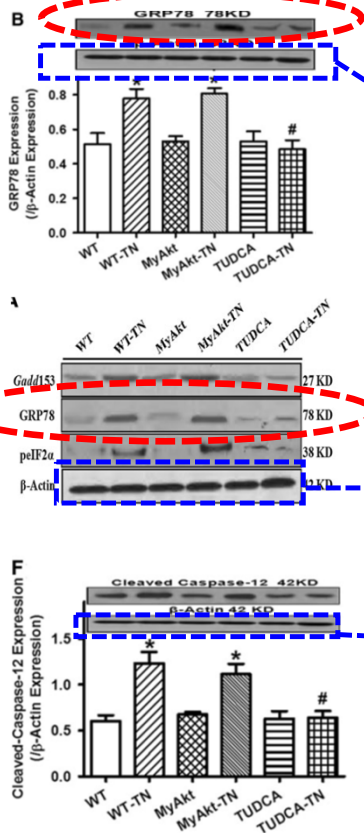 B
GRP78 78KD
GRP78 Expression
(/β-Actin Expression)
0.8
0.6
0.4
0.2
0.0
* * #
WT WT-TN MyAkt MyAkt-TN TUDCA TUDCA-TN
A
WT WT-TN MyAkt MyAkt-TN TUDCA TUDCA-TN
Gadd153 27 KD
GRP78 78 KD
peIF2α 38 KD
β-Actin 42 KD
F
Cleaved Caspase-12 42KD
β-Actin 42 KD
Cleaved-Caspase-12 Expression
(/β-Actin Expression)
1.5
1.0
0.5
0.0
* * #
WT WT-TN MyAkt MyAkt-TN TUDCA TUDCA-TN